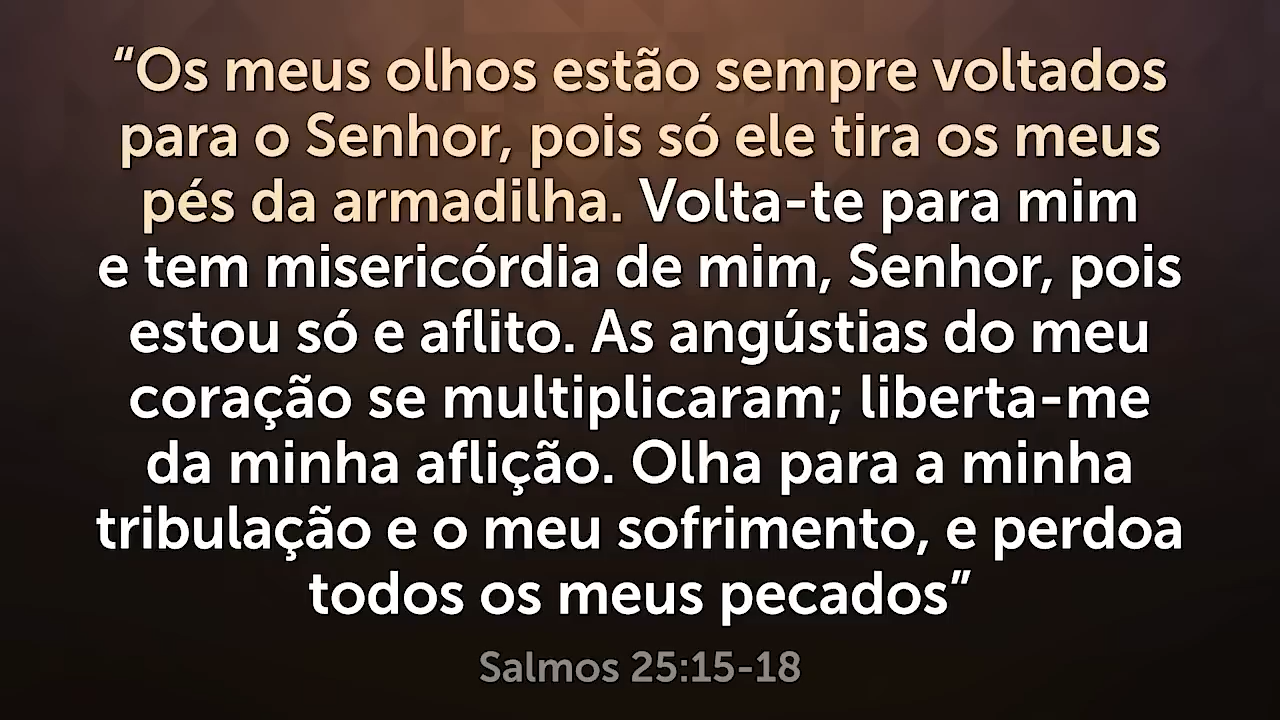 “Os meus olhos estão sempre voltados
para o Senhor, pois só ele tira os meus
pés da armadilha. Volta-te para mim
e tem misericórdia de mim, Senhor, pois
estou só e aflito. As angústias do meu
coração se multiplicaram; liberta-me
da minha aflição. Olha para a minha
tribulação e o meu sofrimento, e perdoa
todos os meus pecados”
Salmos 25:15-18